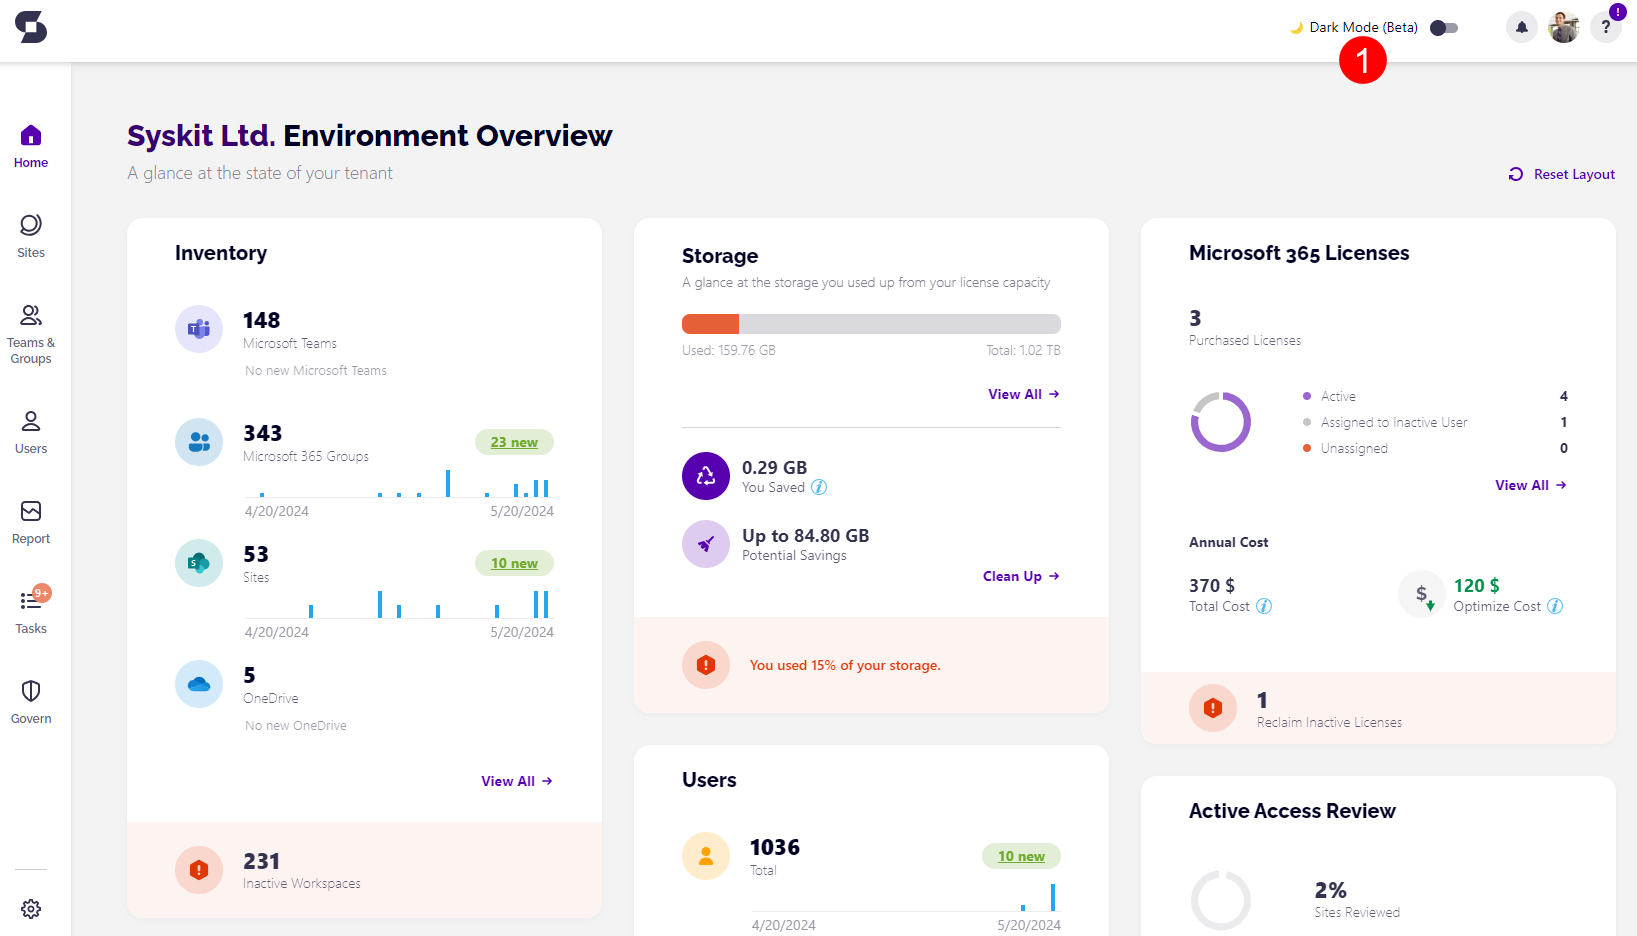 🌙 Dark Mode (Beta)
?
!
1
Home
Sites
Teams &
Groups
Users
Report
9+
Tasks
Govern
Syskit Ltd. Environment Overview
A glance at the state of your tenant
Reset Layout
Inventory
T
148
Microsoft Teams
No new Microsoft Teams
343
Microsoft 365 Groups
23 new
4/20/2024
5/20/2024
S
53
Sites
10 new
4/20/2024
5/20/2024
5
OneDrive
No new OneDrive
View All →
!
231
Inactive Workspaces
Storage
A glance at the storage you used up from your license capacity
Used: 159.76 GB
Total: 1.02 TB
View All →
0.29 GB
You Saved i
Up to 84.80 GB
Potential Savings
Clean Up →
!
You used 15% of your storage.
Users
1036
Total
10 new
4/20/2024
5/20/2024
Microsoft 365 Licenses
3
Purchased Licenses
Active 4
Assigned to Inactive User 1
Unassigned 0
View All →
Annual Cost
370 $
Total Cost i
$
120 $
Optimize Cost i
!
1
Reclaim Inactive Licenses
Active Access Review
2%
Sites Reviewed